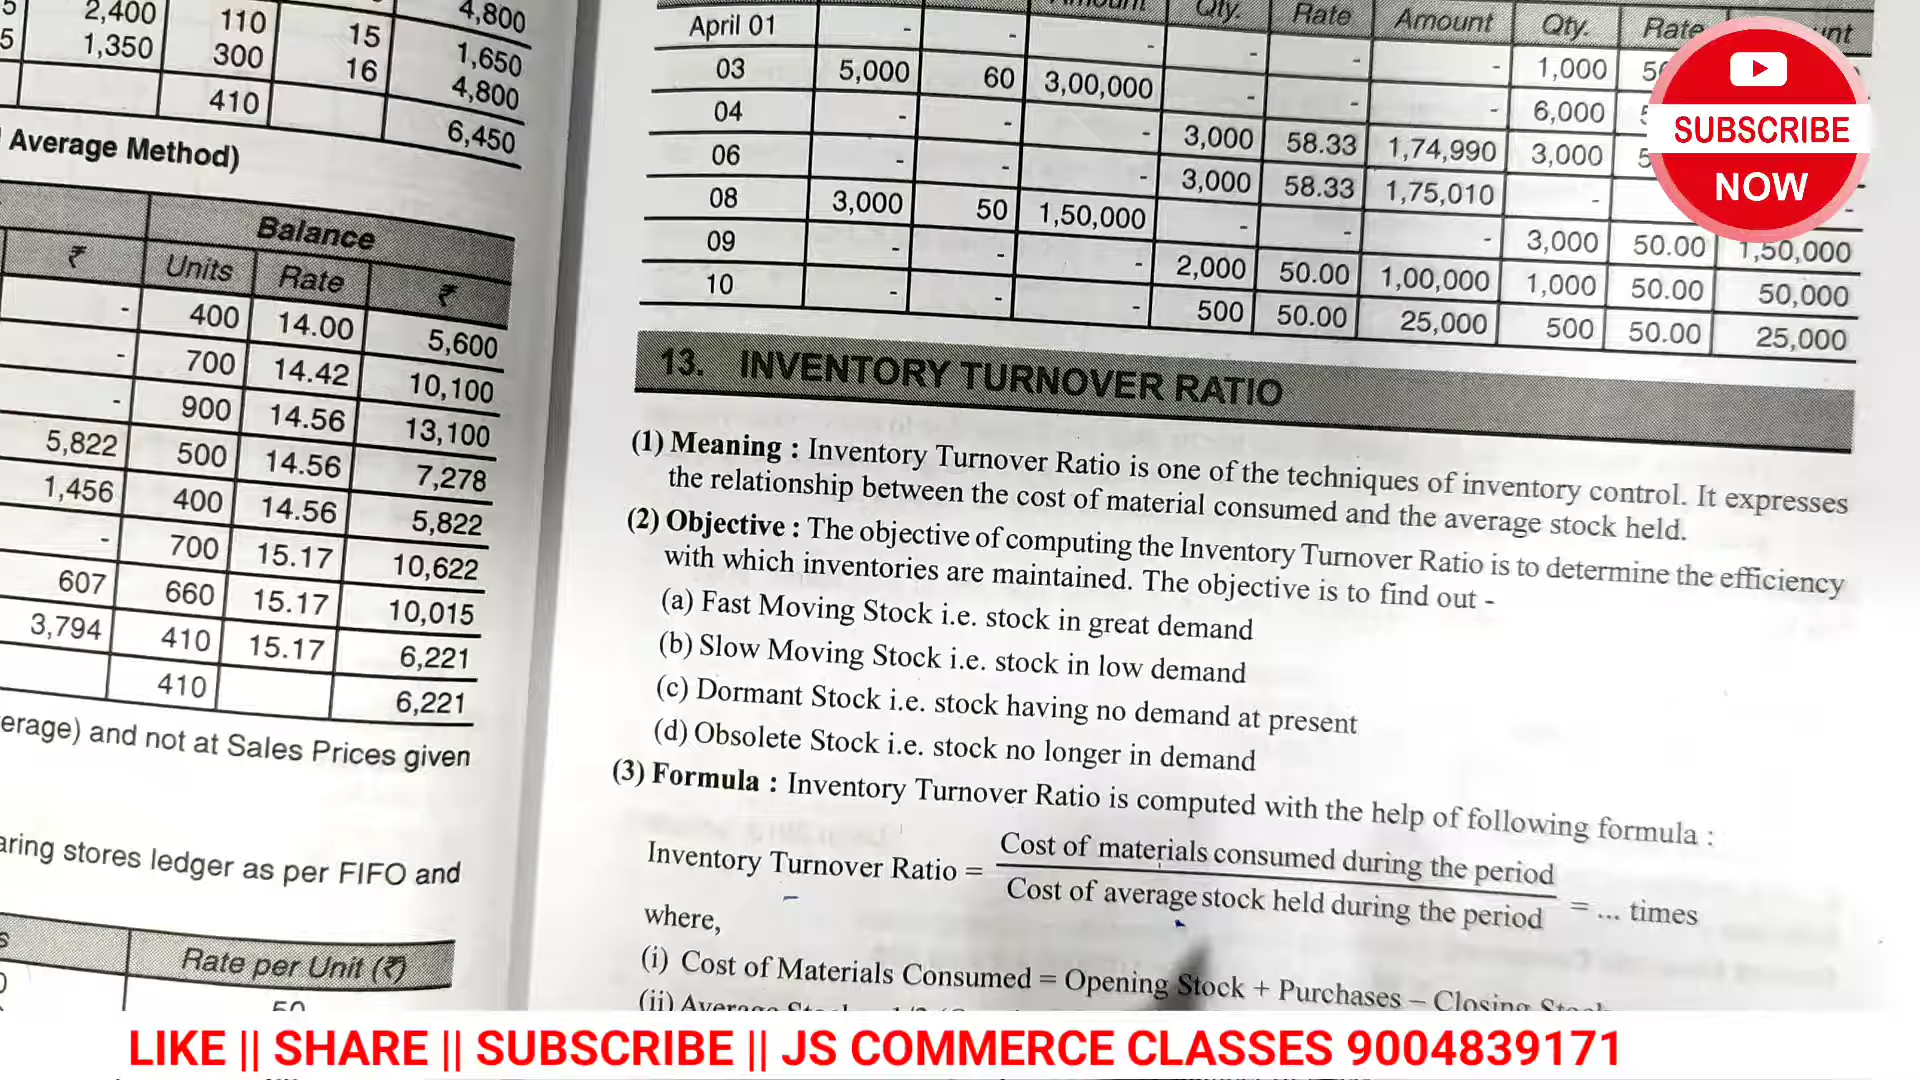 5 2,400 110 15 4,800
5 1,350 300 16 1,650
4,800
410 6,450
Average Method)
Balance
₹ Units Rate ₹
- 400 14.00 5,600
- 700 14.42 10,100
- 900 14.56 13,100
5,822 500 14.56 7,278
1,456 400 14.56 5,822
- 700 15.17 10,622
607 660 15.17 10,015
3,794 410 15.17 6,221
410 6,221
erage) and not at Sales Prices given
aring stores ledger as per FIFO and
Rate per Unit (₹)
50
Qty. Rate Amount Qty. Rate
April 01 - - - - - - 1,000
03 5,000 60 3,00,000 - - - 6,000
04 - - - 3,000 58.33 1,74,990 3,000
06 - - - 3,000 58.33 1,75,010 - -
08 3,000 50 1,50,000 - - - 3,000 50.00 1,50,000
09 - - - 2,000 50.00 1,00,000 1,000 50.00 50,000
10 - - - 500 50.00 25,000 500 50.00 25,000
13. INVENTORY TURNOVER RATIO
(1) Meaning : Inventory Turnover Ratio is one of the techniques of inventory control. It expresses
the relationship between the cost of material consumed and the average stock held.
(2) Objective : The objective of computing the Inventory Turnover Ratio is to determine the efficiency
with which inventories are maintained. The objective is to find out -
(a) Fast Moving Stock i.e. stock in great demand
(b) Slow Moving Stock i.e. stock in low demand
(c) Dormant Stock i.e. stock having no demand at present
(d) Obsolete Stock i.e. stock no longer in demand
(3) Formula : Inventory Turnover Ratio is computed with the help of following formula :
Inventory Turnover Ratio = Cost of materials consumed during the period
Cost of average stock held during the period = ... times
where,
(i) Cost of Materials Consumed = Opening Stock + Purchases – Closing Stock
(ii) Average
SUBSCRIBE
NOW
LIKE || SHARE || SUBSCRIBE || JS COMMERCE CLASSES 9004839171